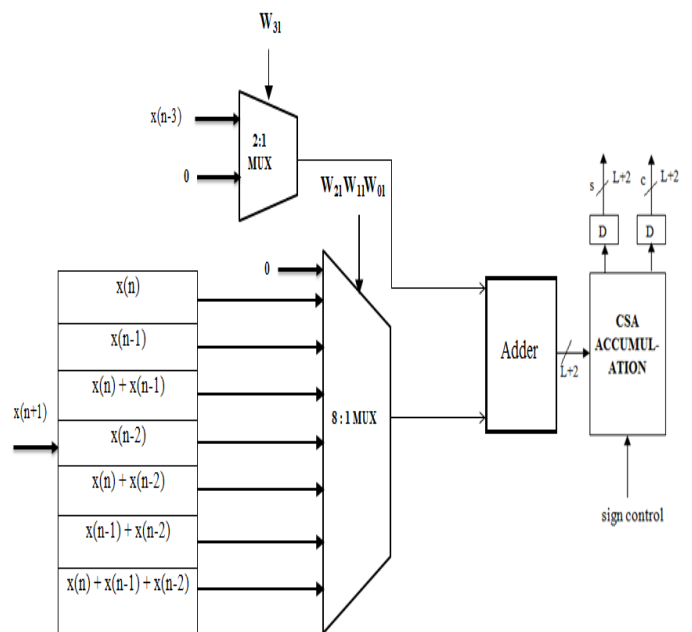 W31
x(n-3)
0
2:1
MUX
W21 W11 W01
0
x(n)
x(n-1)
x(n) + x(n-1)
x(n-2)
x(n) + x(n-2)
x(n-1) + x(n-2)
x(n) + x(n-1) + x(n-2)
x(n+1)
8 : 1 MUX
Adder
L+2
s
L+2
c
L+2
D
D
CSA
ACCUMUL-
ATION
sign control